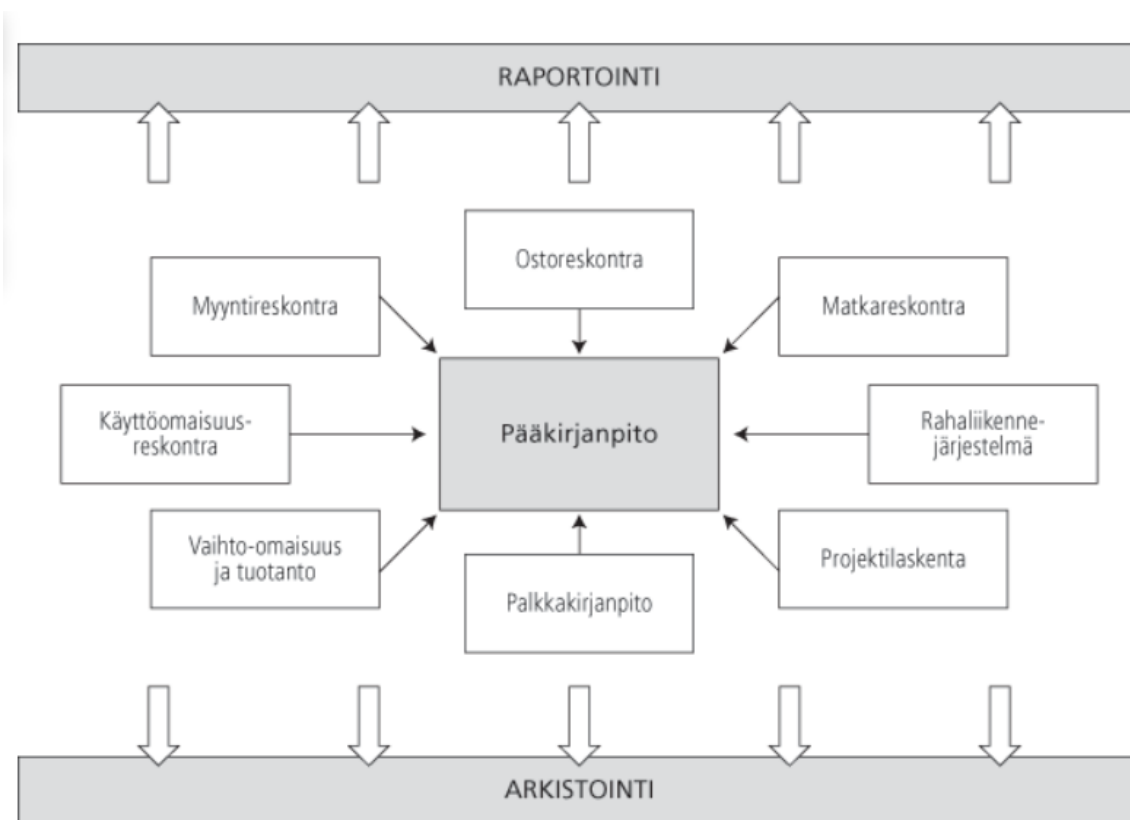 RAPORTOINTI
Ostoreskontra
Myyntireskontra
Matkareskontra
Käyttöomaisuus-
reskontra
Pääkirjanpito
Rahaliikenne-
järjestelmä
Vaihto-omaisuus
ja tuotanto
Palkkakirjanpito
Projektilaskenta
ARKISTOINTI